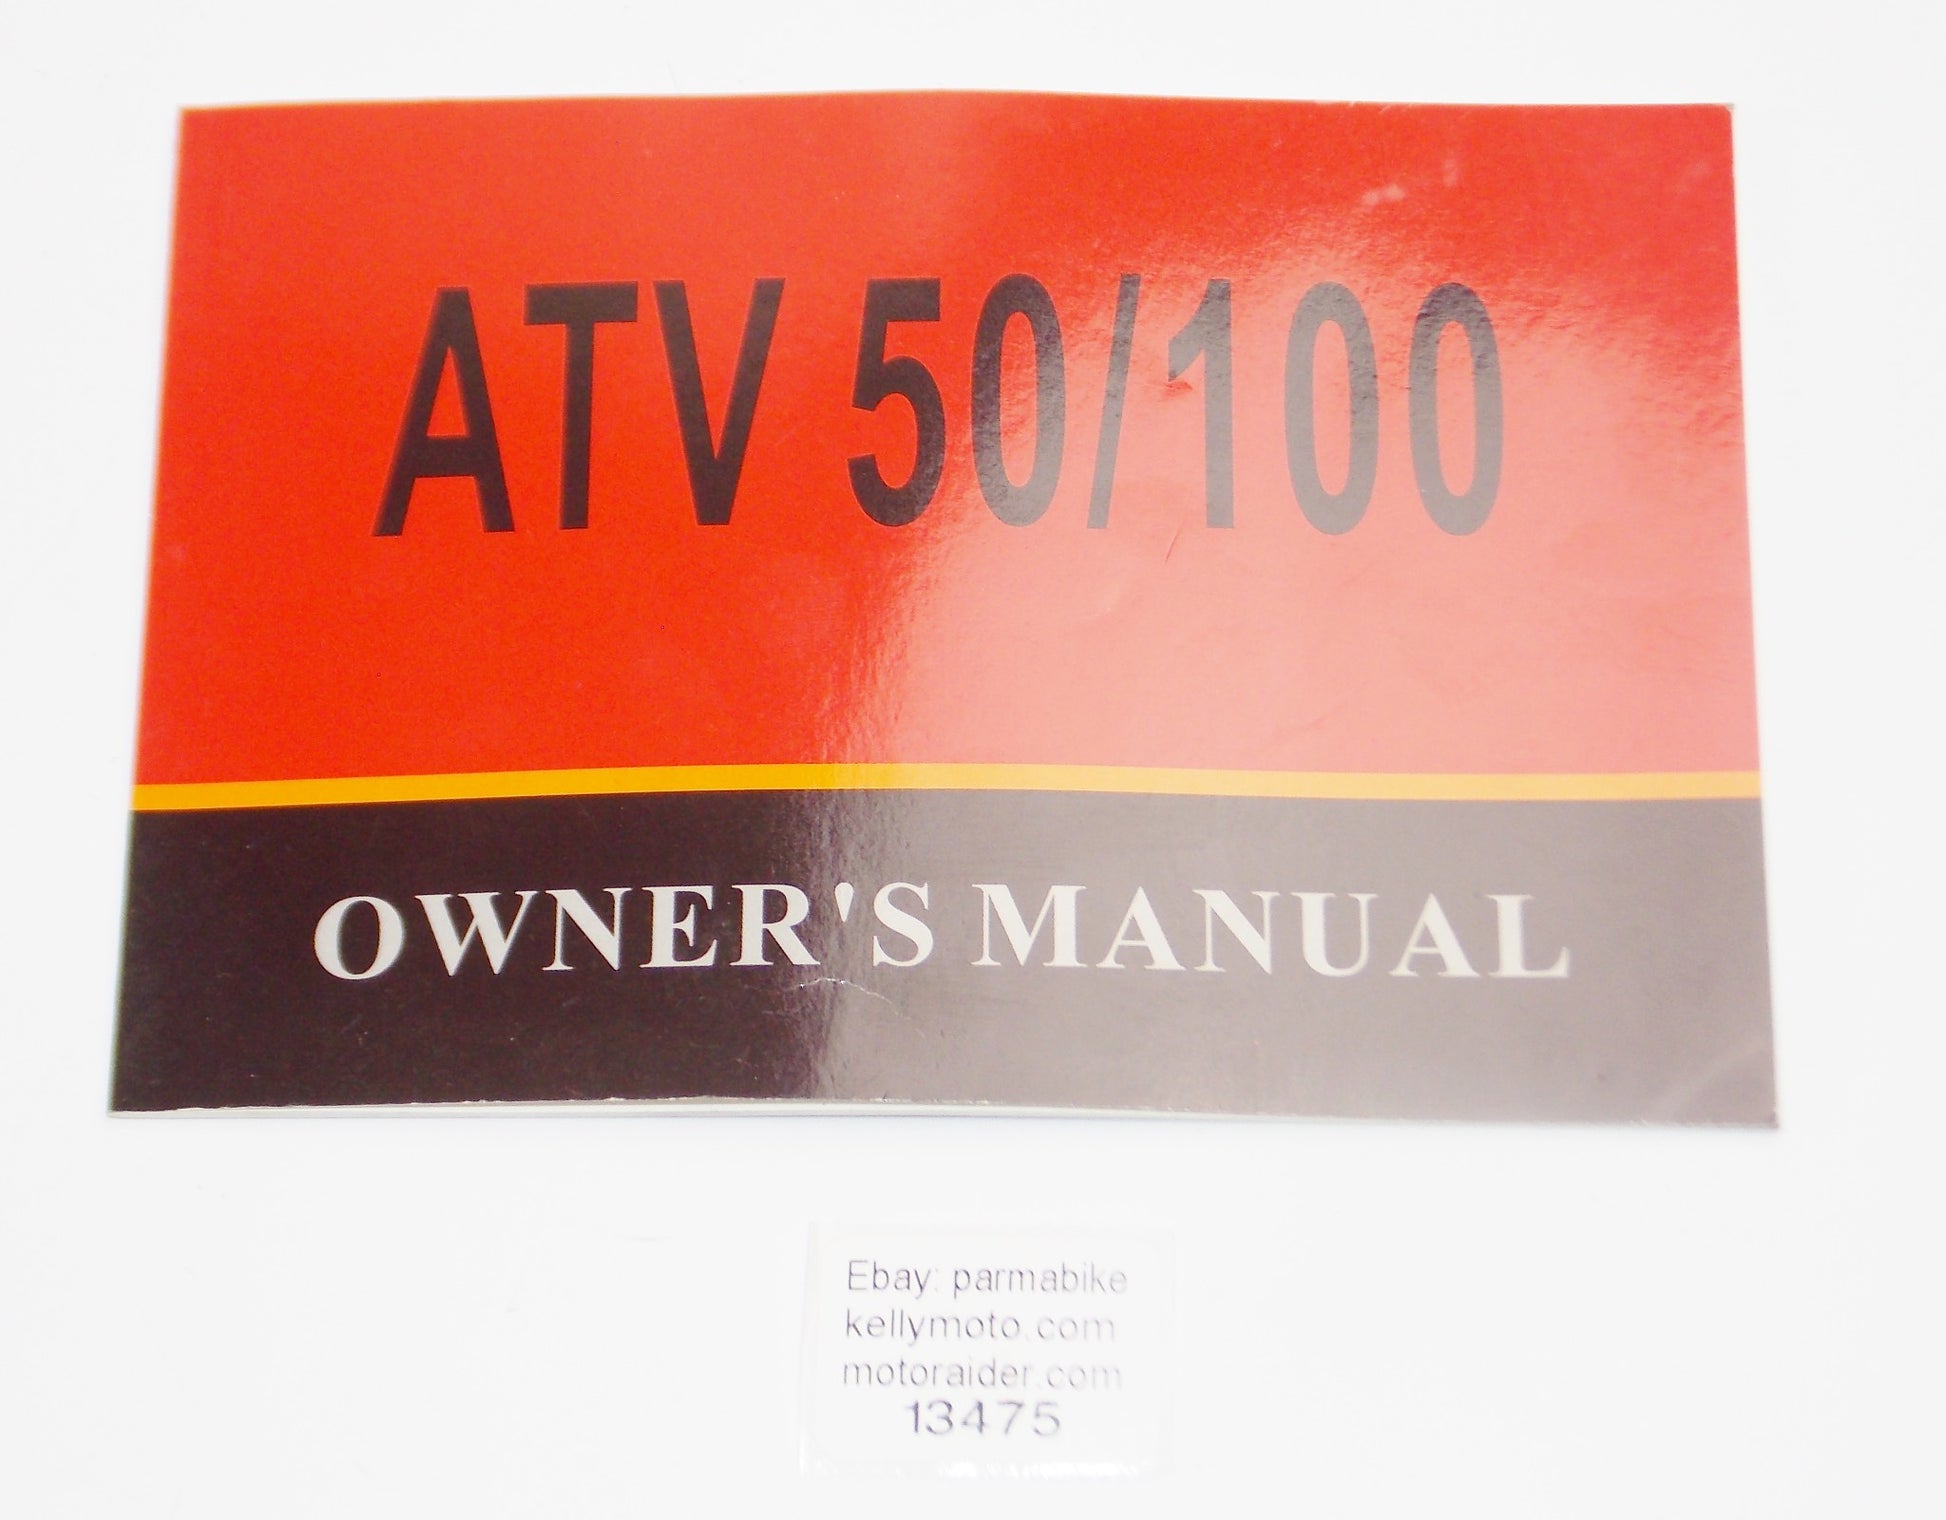 ATV 50/100
OWNER'S MANUAL
Ebay: parmabike
kellymoto.com
motoraider.com
13475